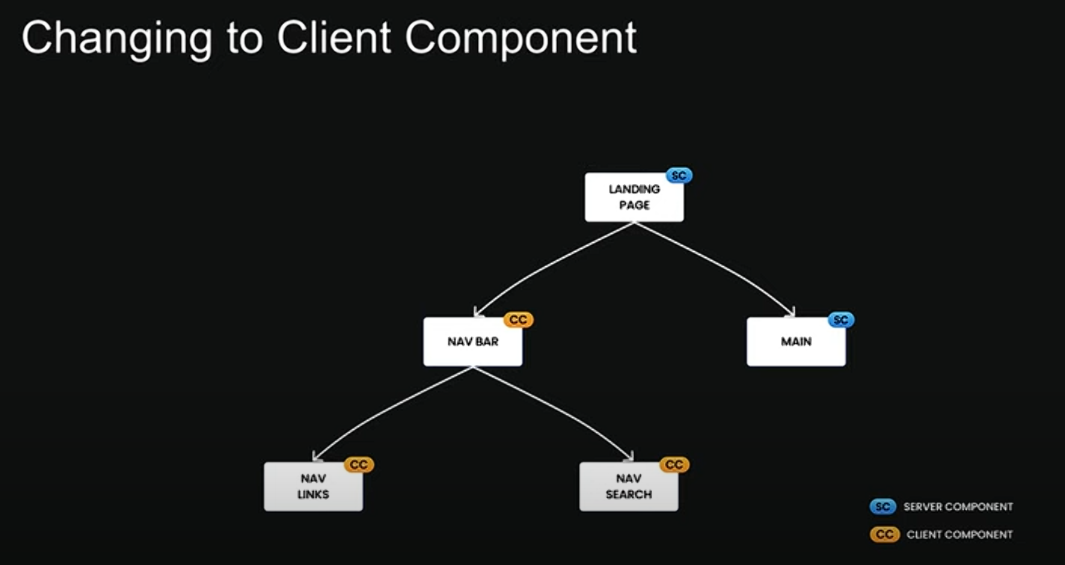 Changing to Client Component
SC
LANDING
PAGE
CC
NAV BAR
SC
MAIN
CC
NAV
LINKS
CC
NAV
SEARCH
SC SERVER COMPONENT
CC CLIENT COMPONENT